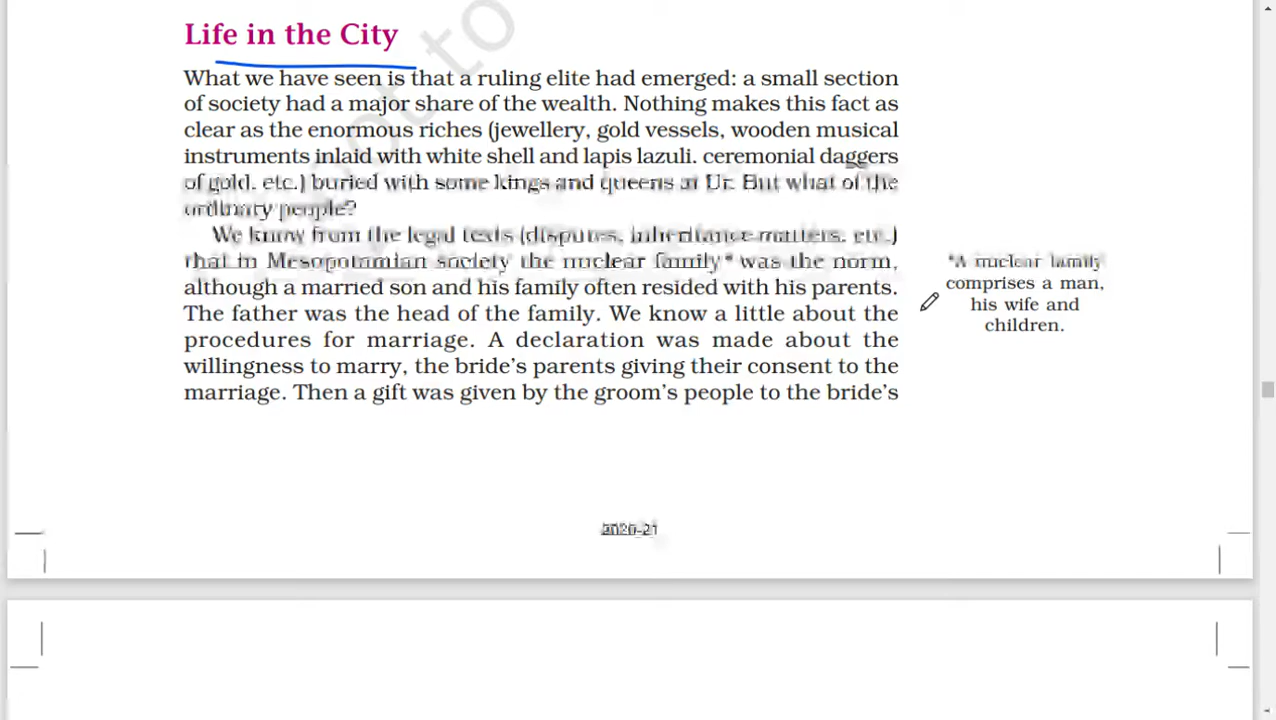 Life in the City
What we have seen is that a ruling elite had emerged: a small section
of society had a major share of the wealth. Nothing makes this fact as
clear as the enormous riches (jewellery, gold vessels, wooden musical
instruments inlaid with white shell and lapis lazuli. ceremonial daggers
of gold. etc.) buried with some kings and queens at Ur. But what of the
ordinary people?
We know from the legal texts (disputes, inheritance matters. etc.)
that in Mesopotamian society the nuclear family* was the norm,
although a married son and his family often resided with his parents.
The father was the head of the family. We know a little about the
procedures for marriage. A declaration was made about the
willingness to marry, the bride's parents giving their consent to the
marriage. Then a gift was given by the groom's people to the bride's
*A nuclear family
comprises a man,
his wife and
children.
2020-21
not to